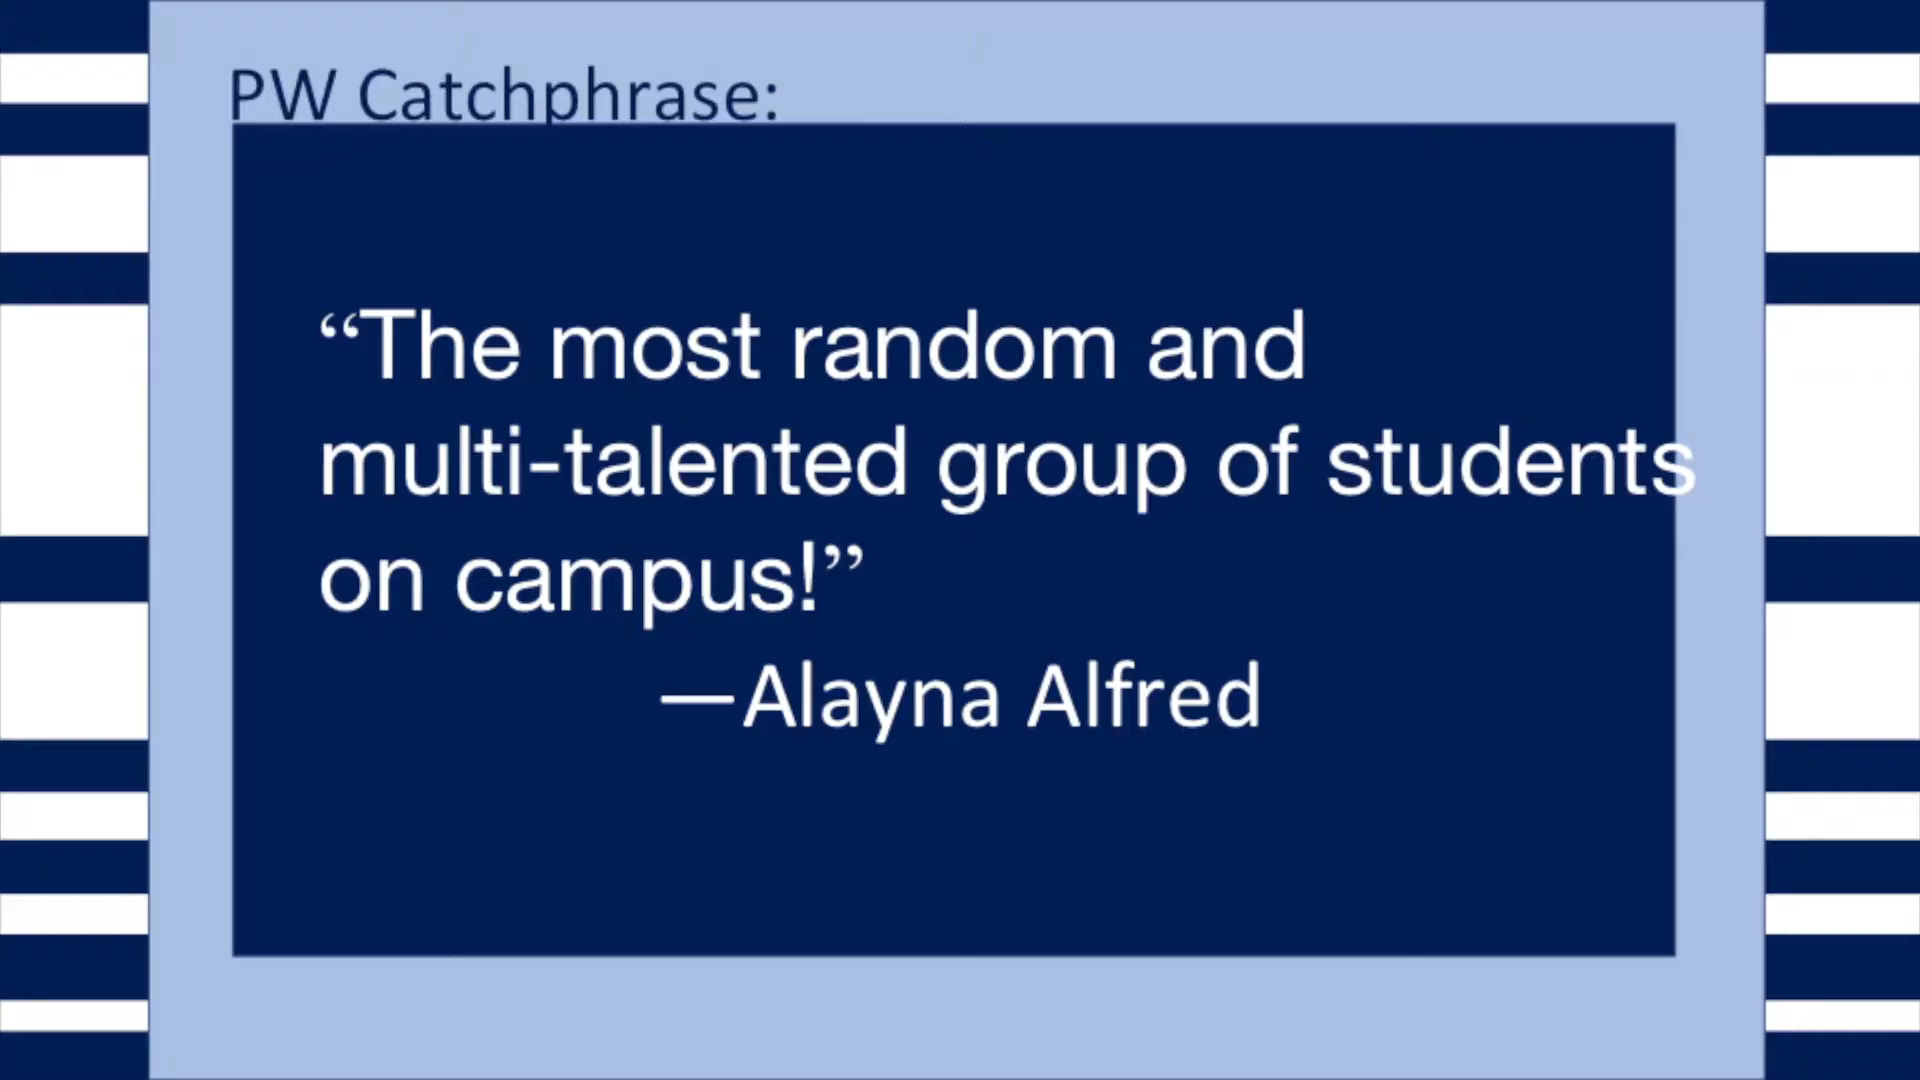 PW Catchphrase:
“The most random and
multi-talented group of students
on campus!”
—Alayna Alfred